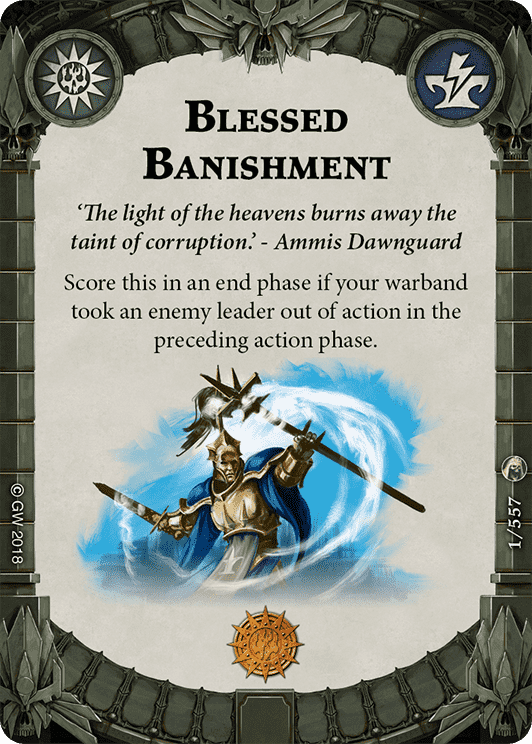 Blessed
Banishment
‘The light of the heavens burns away the
taint of corruption.’ - Ammis Dawnguard
Score this in an end phase if your warband
took an enemy leader out of action in the
preceding action phase.
© GW 2018
1/557